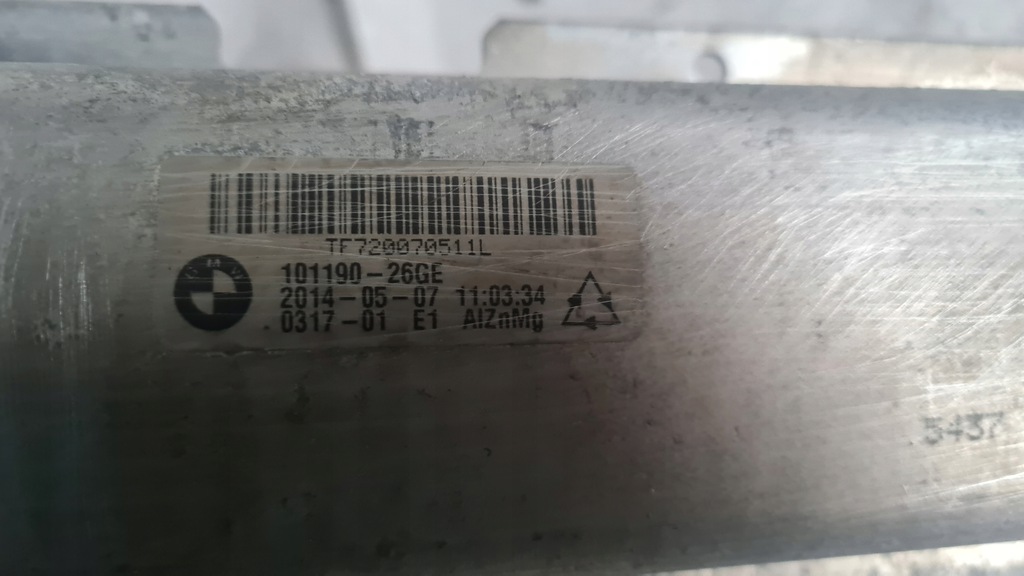 TF720070511L
101190-26GE
2014-05-07 11:03:34
.0317-01 E1 AlZnMg
5437